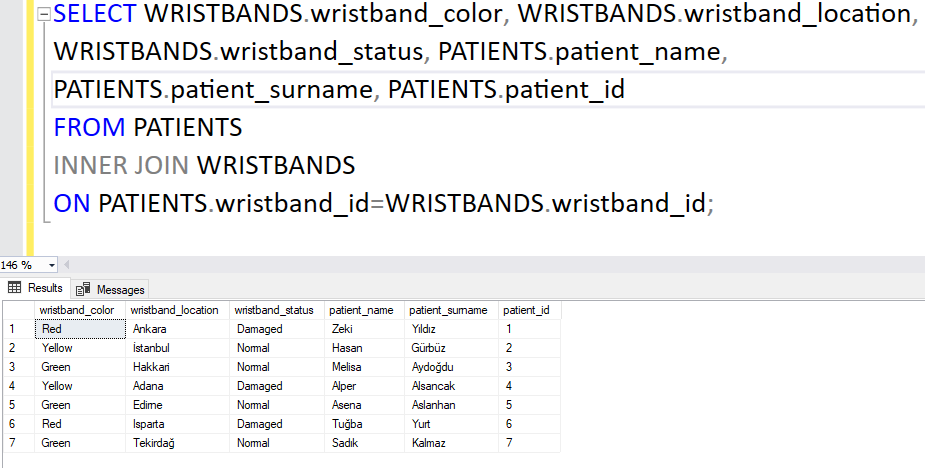 SELECT WRISTBANDS.wristband_color, WRISTBANDS.wristband_location,
WRISTBANDS.wristband_status, PATIENTS.patient_name,
PATIENTS.patient_surname, PATIENTS.patient_id
FROM PATIENTS
INNER JOIN WRISTBANDS
ON PATIENTS.wristband_id=WRISTBANDS.wristband_id;
146 %
Results Messages
wristband_color wristband_location wristband_status patient_name patient_surname patient_id
1 Red Ankara Damaged Zeki Yıldız 1
2 Yellow İstanbul Normal Hasan Gürbüz 2
3 Green Hakkari Normal Melisa Aydoğdu 3
4 Yellow Adana Damaged Alper Alsancak 4
5 Green Edirne Normal Asena Aslanhan 5
6 Red Isparta Damaged Tuğba Yurt 6
7 Green Tekirdağ Normal Sadık Kalmaz 7